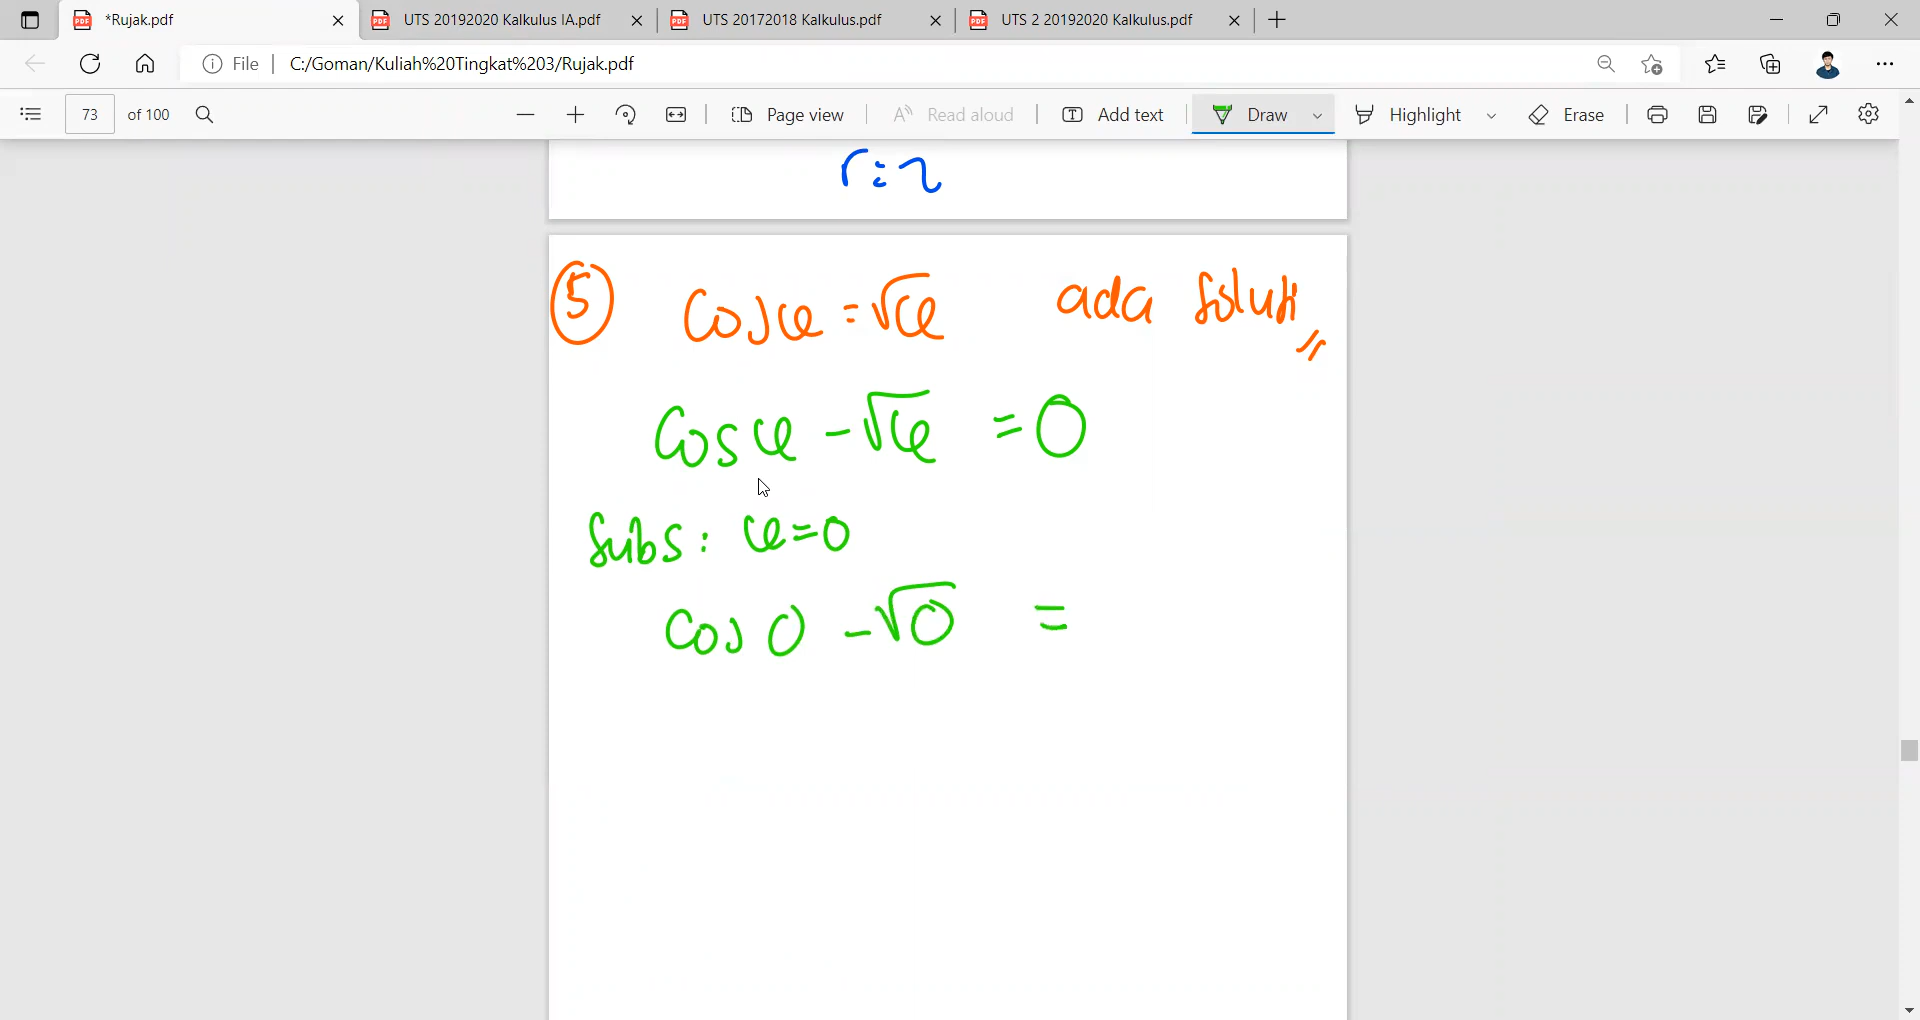 *Rujak.pdf
UTS 20192020 Kalkulus IA.pdf
UTS 20172018 Kalkulus.pdf
UTS 2 20192020 Kalkulus.pdf
File
C:/Goman/Kuliah%20Tingkat%203/Rujak.pdf
73 of 100
Page view
Read aloud
Add text
Draw
Highlight
Erase
r = 2
5 Cos x = √x ada solusi
Cos x - √x = 0
Subs : x = 0
Cos 0 - √0 =